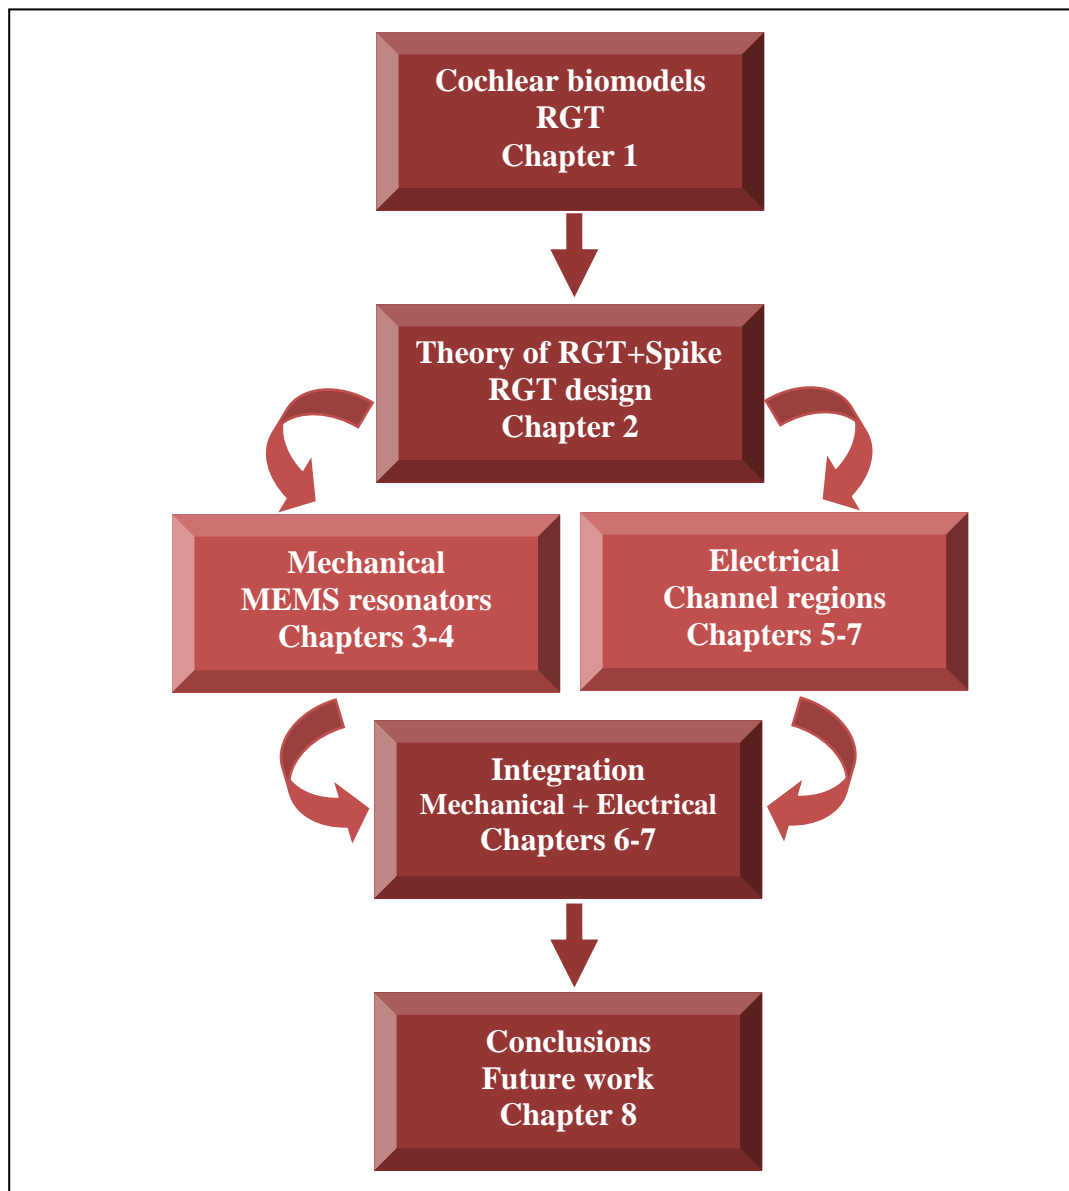 Cochlear biomodels
RGT
Chapter 1
Theory of RGT+Spike
RGT design
Chapter 2
Mechanical
MEMS resonators
Chapters 3-4
Electrical
Channel regions
Chapters 5-7
Integration
Mechanical + Electrical
Chapters 6-7
Conclusions
Future work
Chapter 8